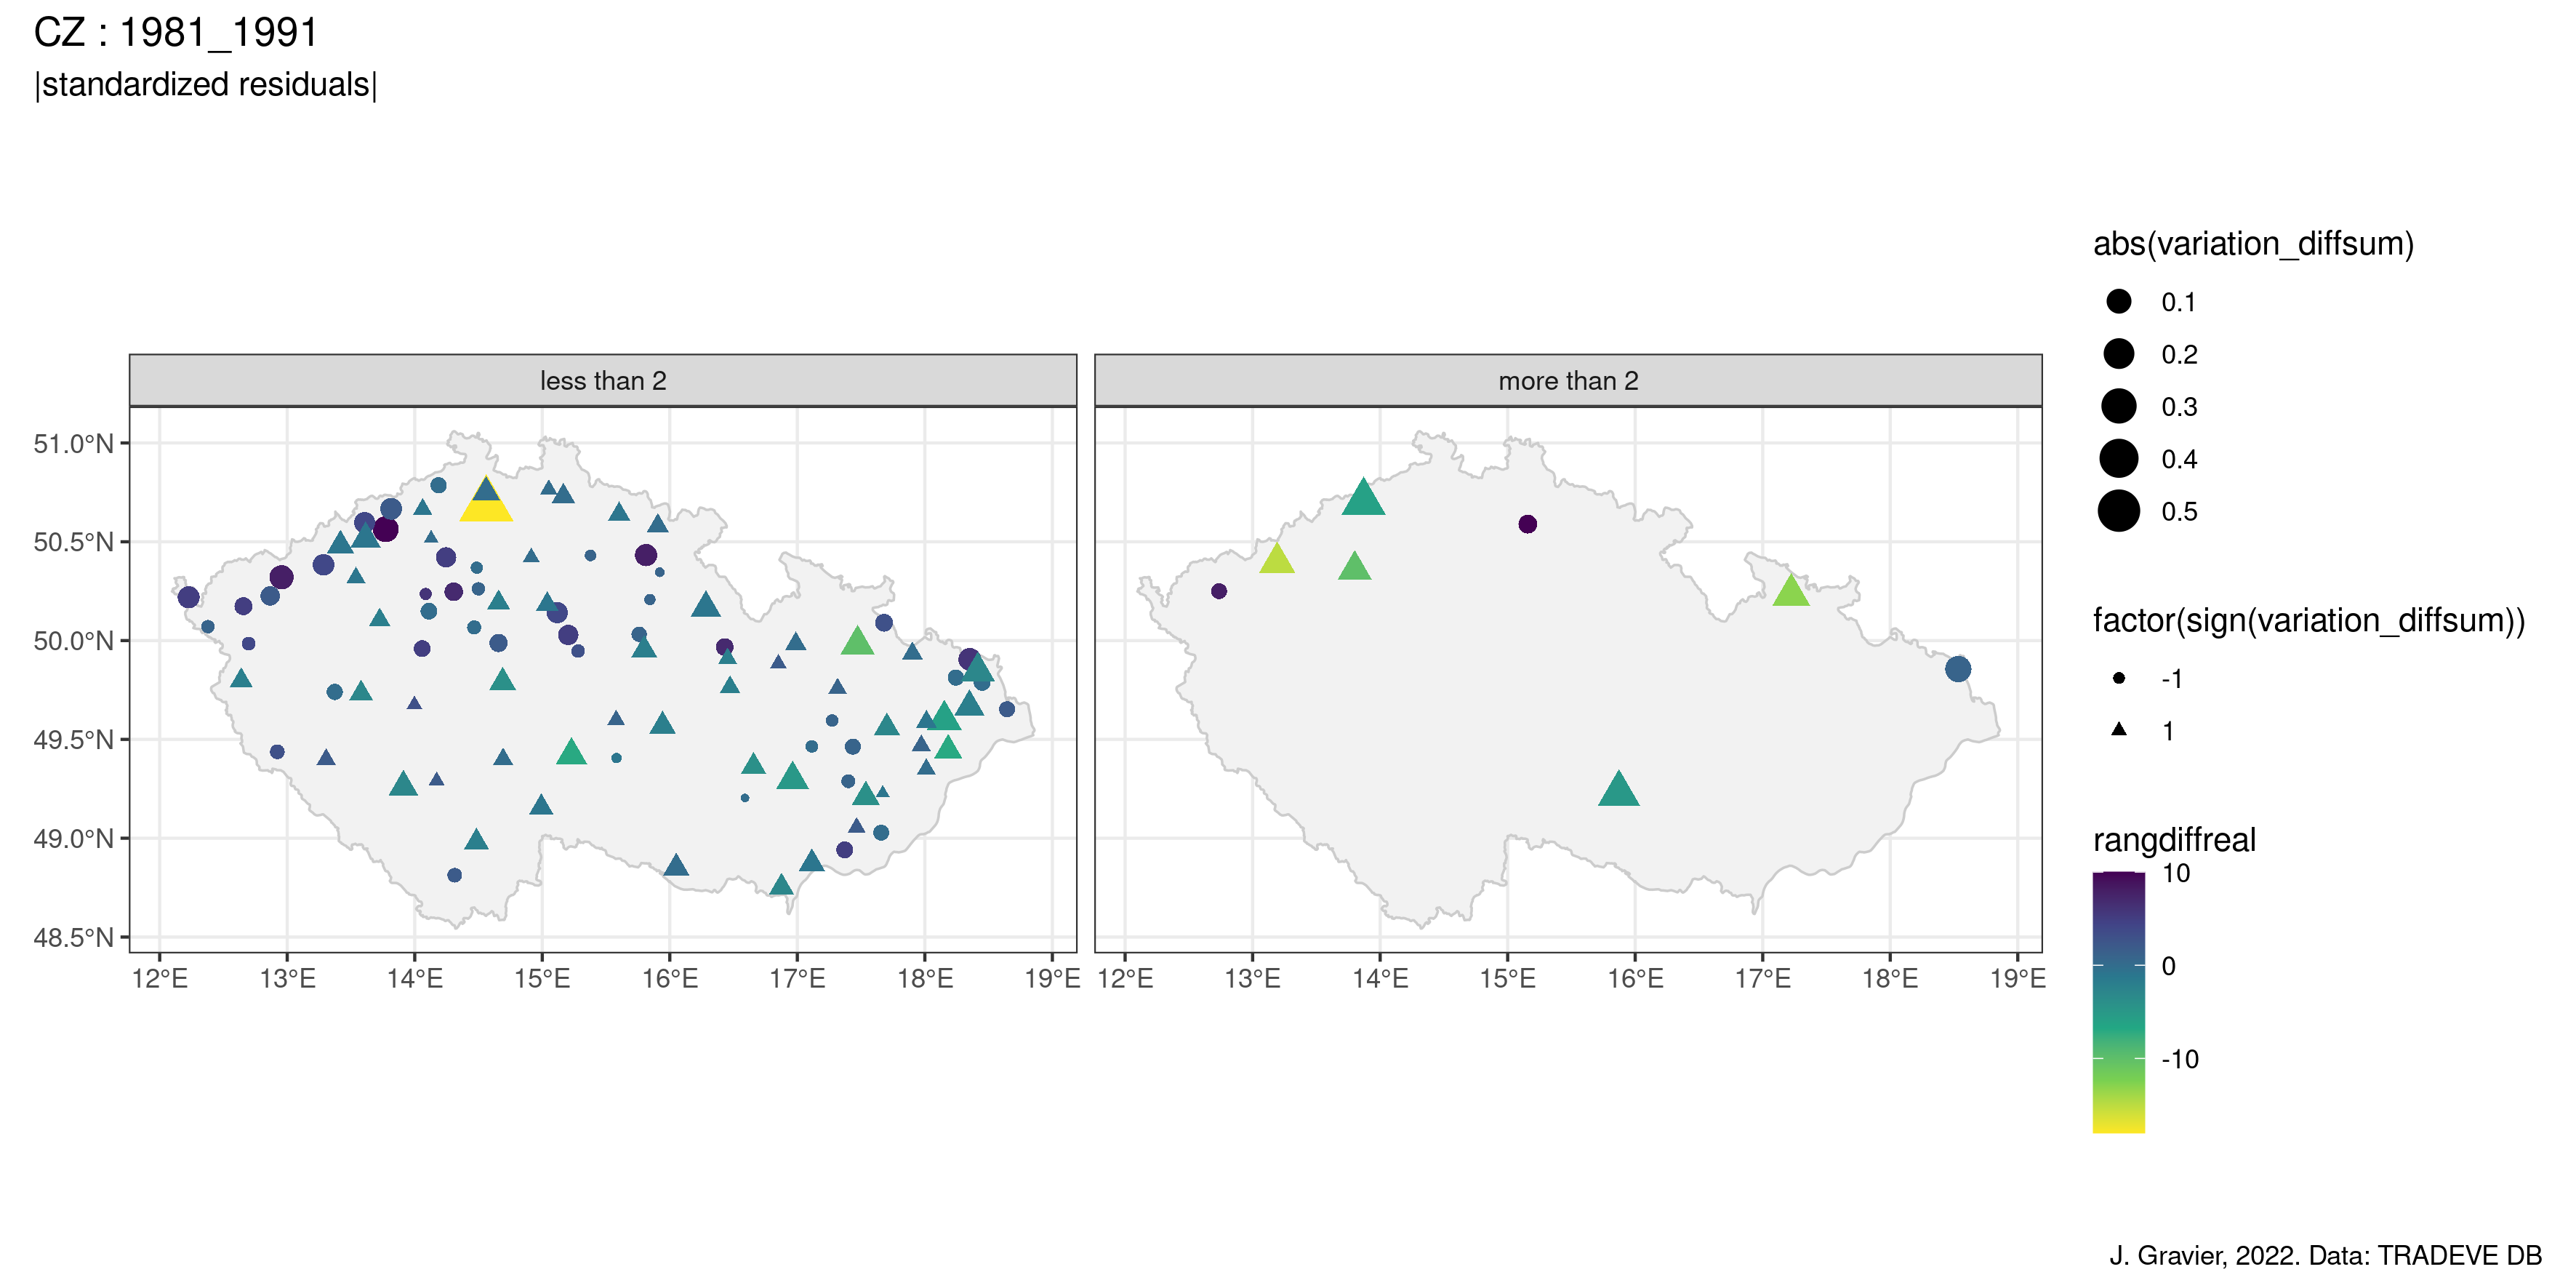 CZ : 1981_1991
|standardized residuals|
less than 2
more than 2
51.0°N
50.5°N
50.0°N
49.5°N
49.0°N
48.5°N
12°E 13°E 14°E 15°E 16°E 17°E 18°E 19°E
12°E 13°E 14°E 15°E 16°E 17°E 18°E 19°E
abs(variation_diffsum)
0.1
0.2
0.3
0.4
0.5
factor(sign(variation_diffsum))
-1
1
rangdiffreal
10
0
-10
J. Gravier, 2022. Data: TRADEVE DB